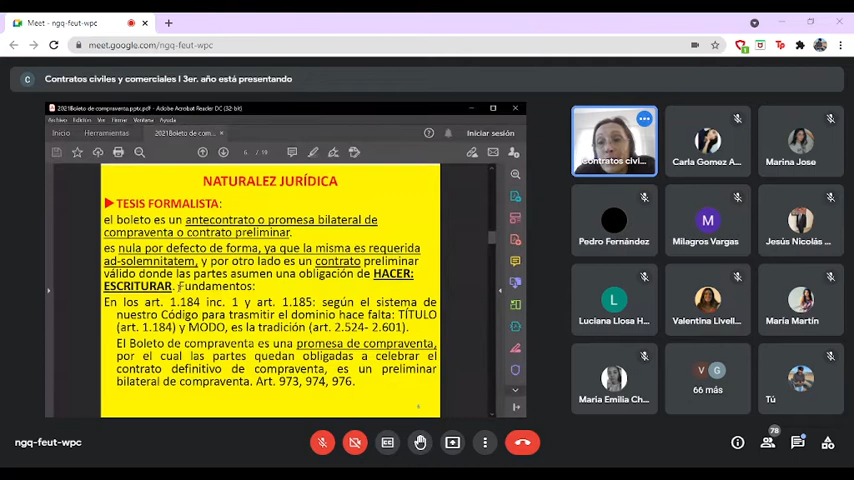 Meet - ngq-feut-wpc
meet.google.com/ngq-feut-wpc
C Contratos civiles y comerciales I 3er. año está presentando
2021Boleto de compraventa.pptx.pdf - Adobe Acrobat Reader DC (32-bit)
Archivo Edición Ver Firmar Ventana Ayuda
Inicio Herramientas 2021Boleto de com... Iniciar sesión
6 / 19
NATURALEZ JURÍDICA
TESIS FORMALISTA:
el boleto es un antecontrato o promesa bilateral de
compraventa o contrato preliminar.
es nula por defecto de forma, ya que la misma es requerida
ad-solemnitatem, y por otro lado es un contrato preliminar
válido donde las partes asumen una obligación de HACER:
ESCRITURAR. Fundamentos:
En los art. 1.184 inc. 1 y art. 1.185: según el sistema de
nuestro Código para trasmitir el dominio hace falta: TÍTULO
(art. 1.184) y MODO, es la tradición (art. 2.524- 2.601).
El Boleto de compraventa es una promesa de compraventa,
por el cual las partes quedan obligadas a celebrar el
contrato definitivo de compraventa, es un preliminar
bilateral de compraventa. Art. 973, 974, 976.
6
Contratos civi...
Carla Gomez A...
Marina Jose
Pedro Fernández
M
Milagros Vargas
Jesús Nicolás ...
L
Luciana Llosa H...
Valentina Livell...
María Martín
Maria Emilia Ch...
V G
66 más
Tú
ngq-feut-wpc
78